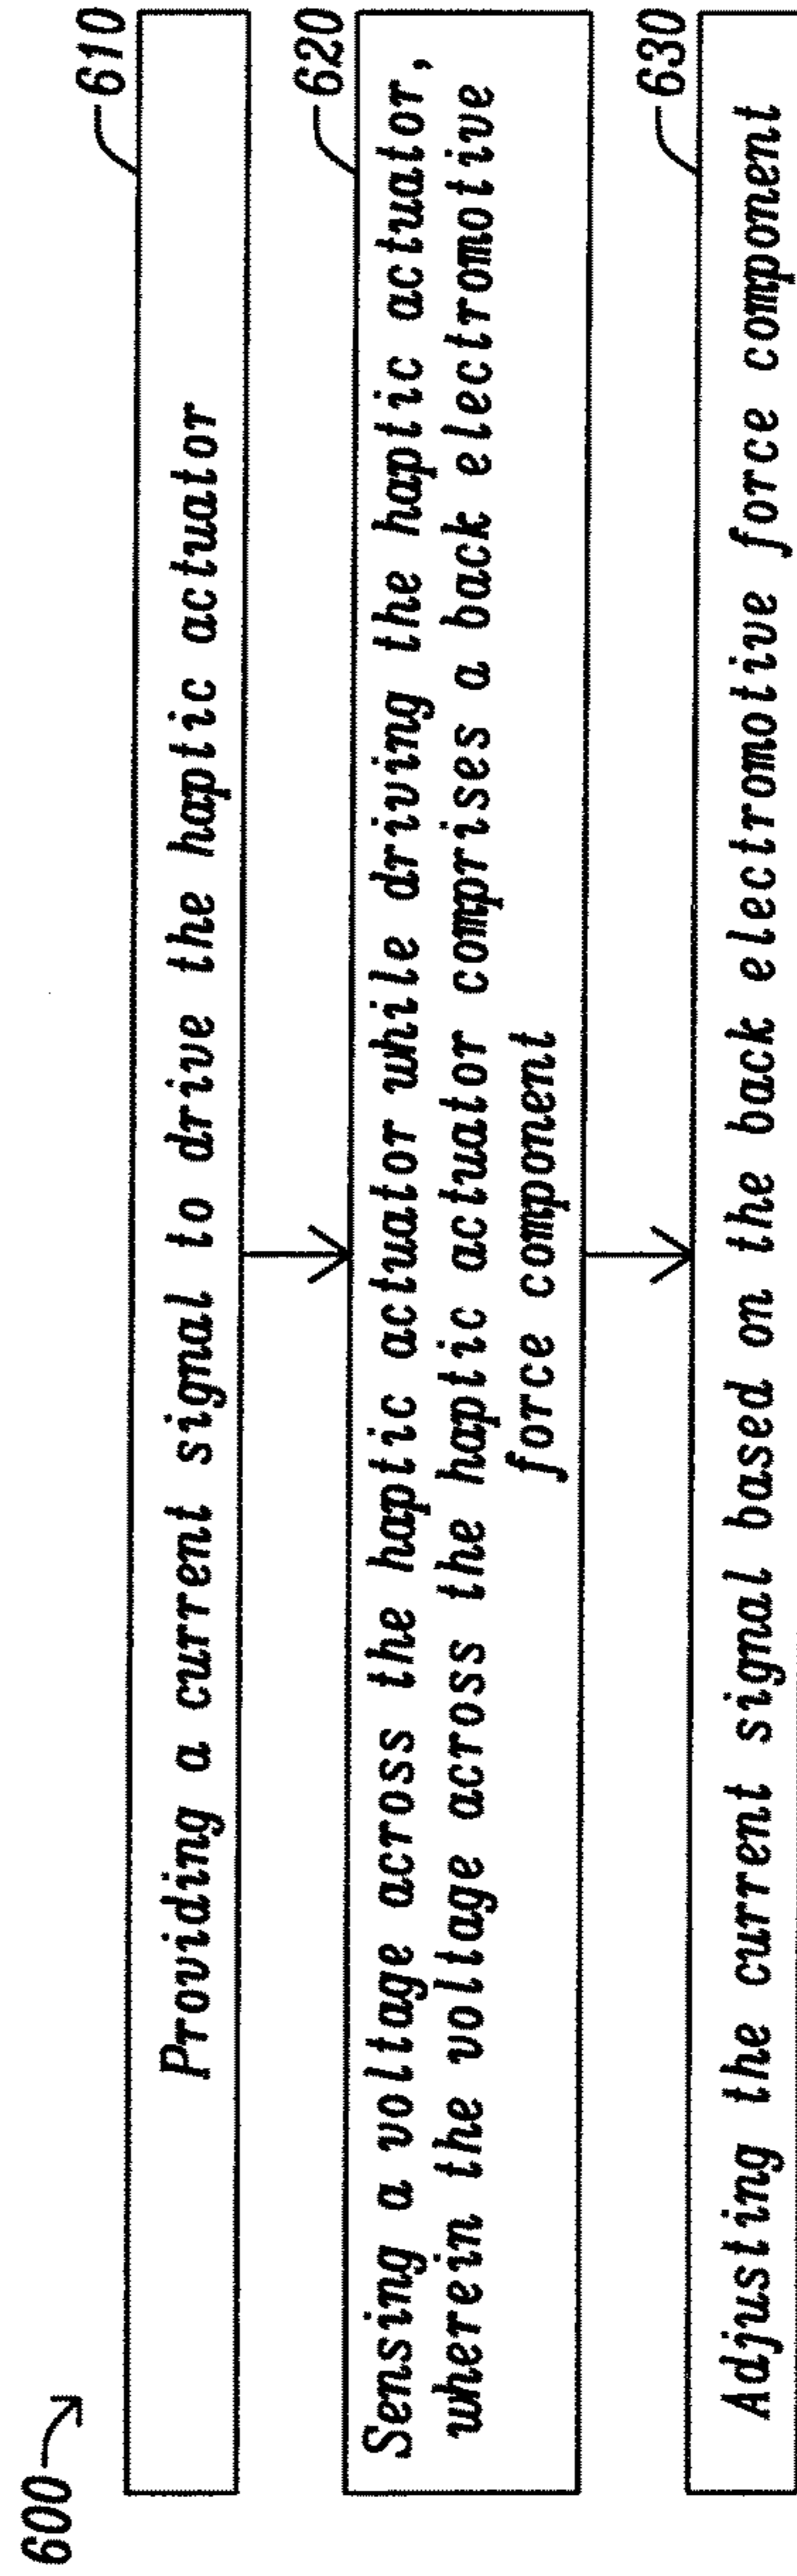 600
610
Providing a current signal to drive the haptic actuator
620
Sensing a voltage across the haptic actuator while driving the haptic actuator,
wherein the voltage across the haptic actuator comprises a back electromotive
force component
630
Adjusting the current signal based on the back electromotive force component